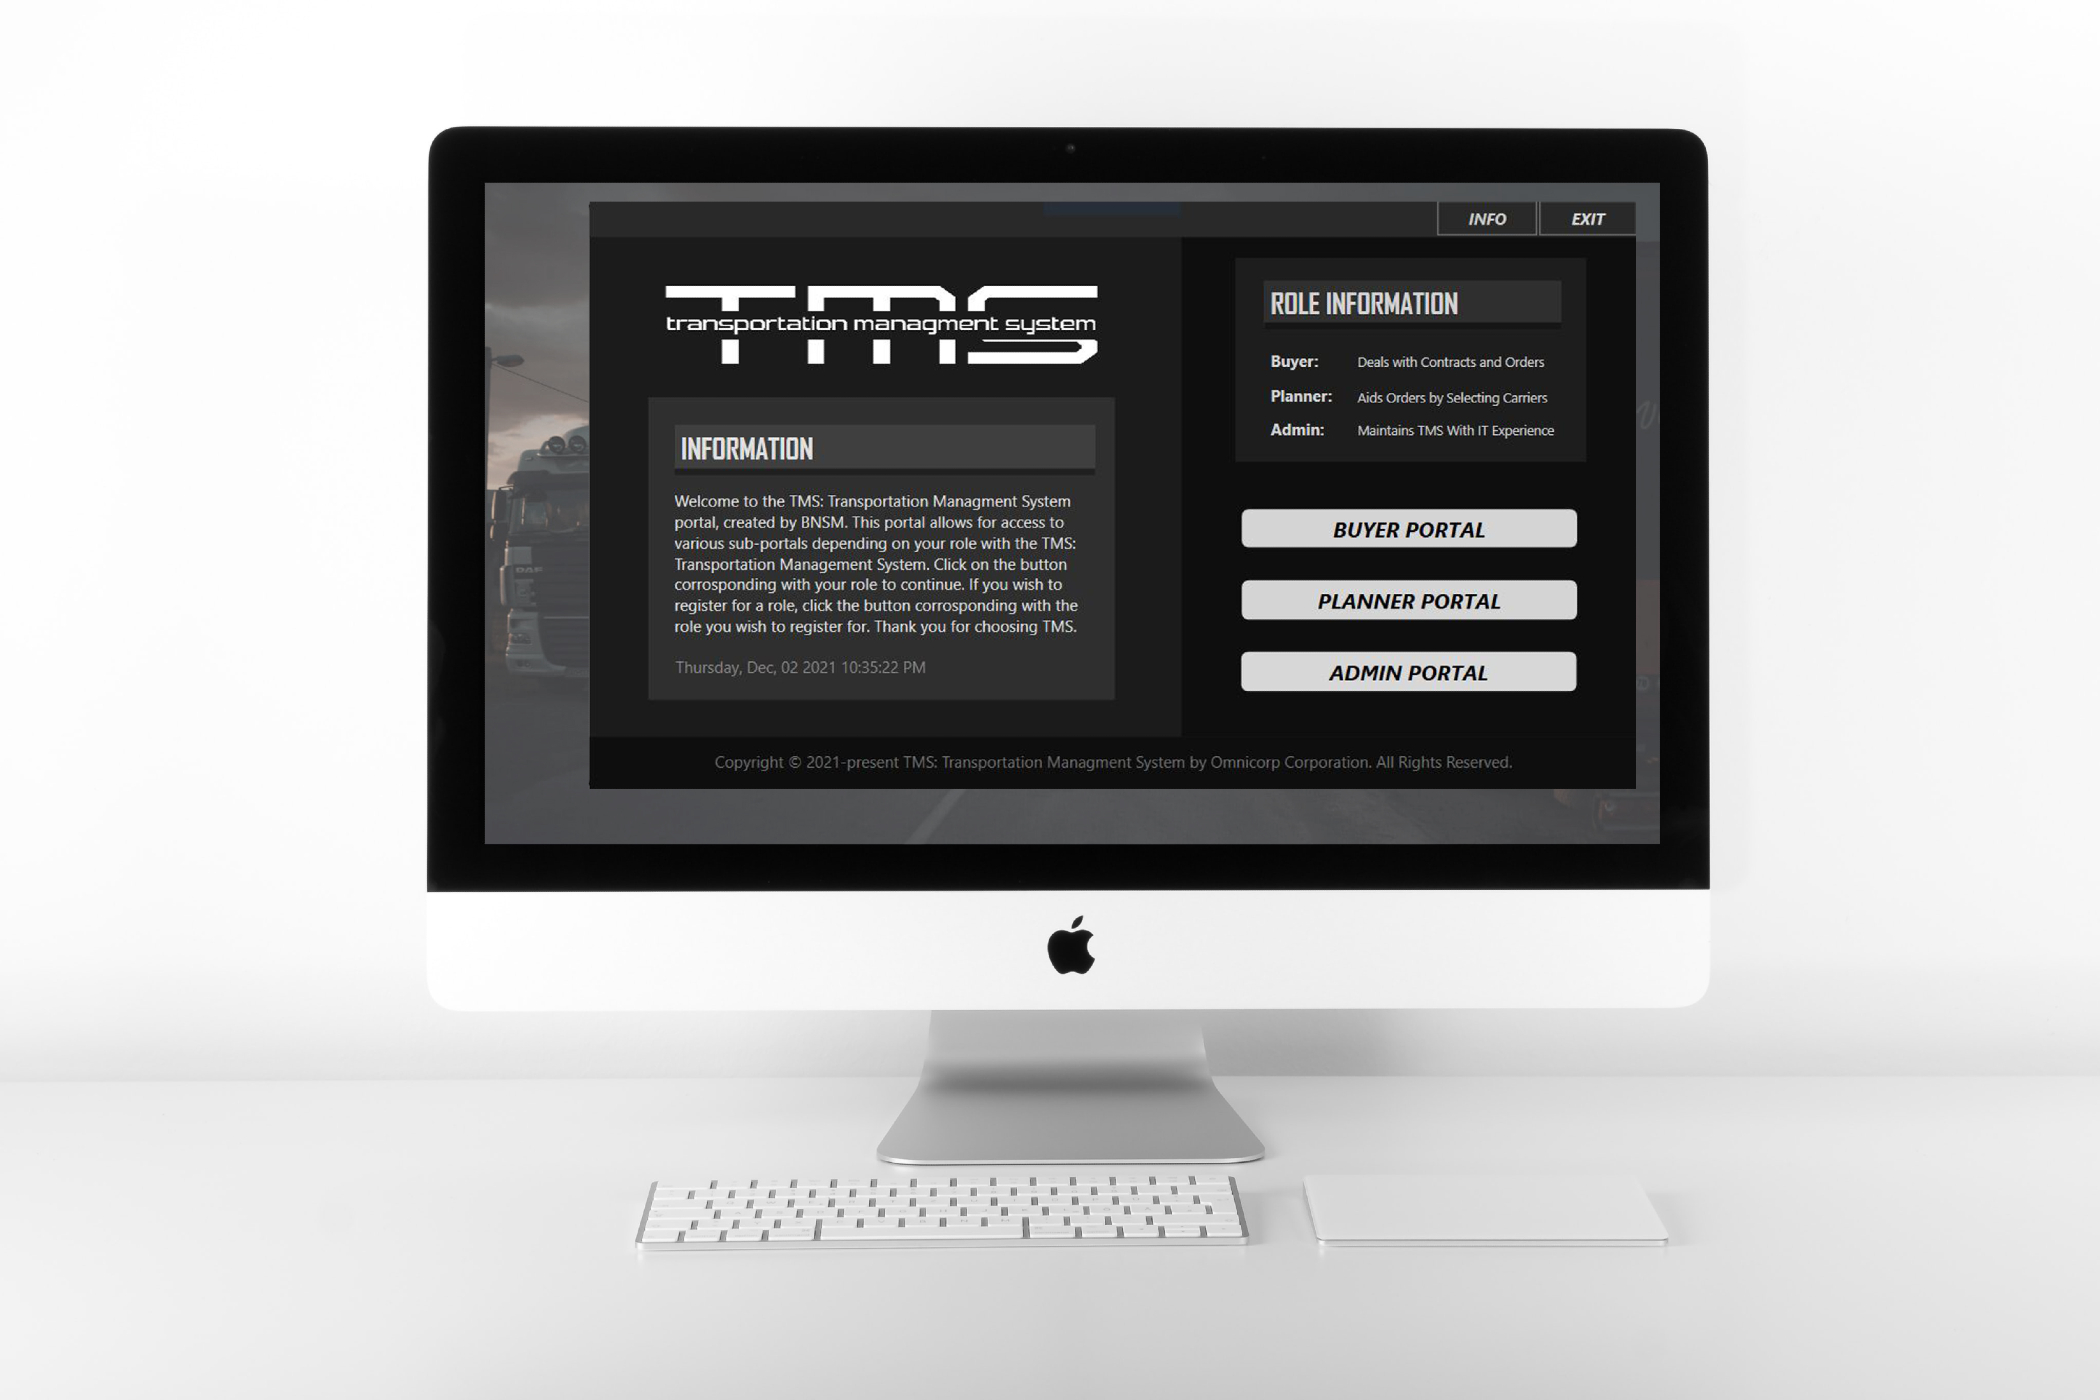 INFO
EXIT
TMS
transportation managment system
INFORMATION
Welcome to the TMS: Transportation Managment System
portal, created by BNSM. This portal allows for access to
various sub-portals depending on your role with the TMS:
Transportation Management System. Click on the button
corrosponding with your role to continue. If you wish to
register for a role, click the button corrosponding with the
role you wish to register for. Thank you for choosing TMS.
Thursday, Dec, 02 2021 10:35:22 PM
ROLE INFORMATION
Buyer: Deals with Contracts and Orders
Planner: Aids Orders by Selecting Carriers
Admin: Maintains TMS With IT Experience
BUYER PORTAL
PLANNER PORTAL
ADMIN PORTAL
Copyright © 2021-present TMS: Transportation Managment System by Omnicorp Corporation. All Rights Reserved.
DAF